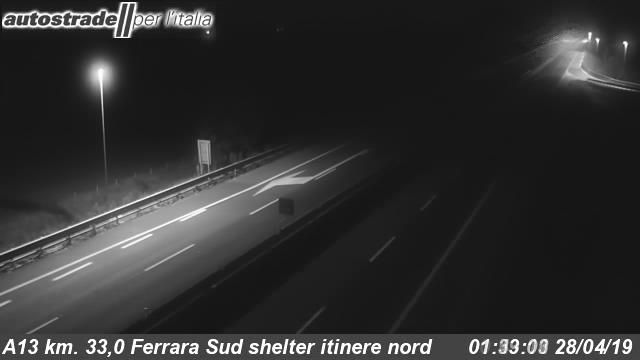 autostrade per l'italia
A13 km. 33,0 Ferrara Sud shelter itinere nord 28/04/19